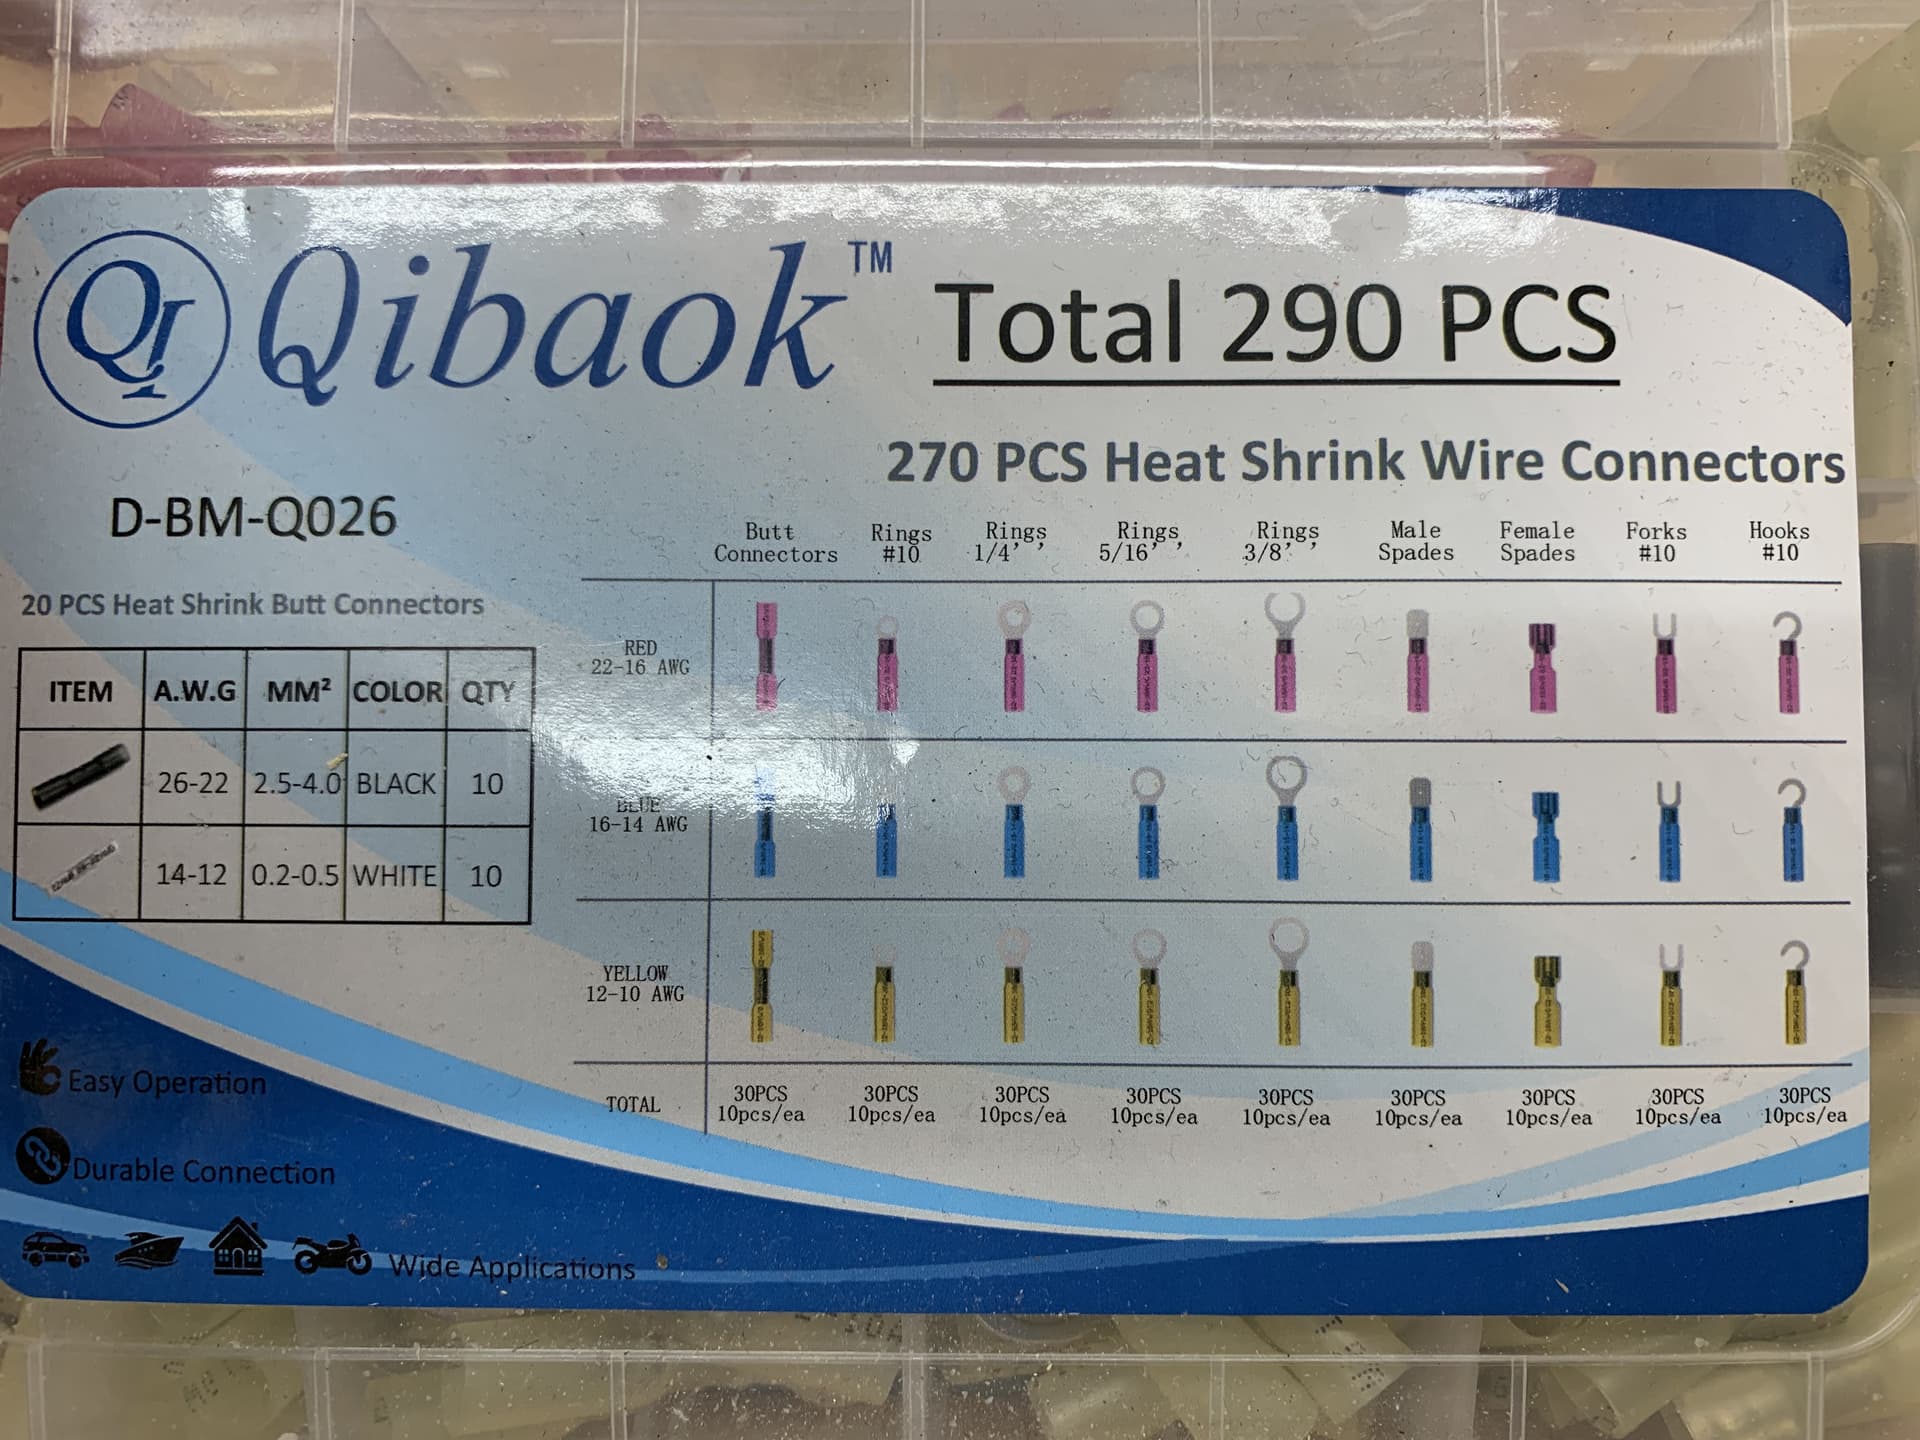 QI Qibaok™
Total 290 PCS
270 PCS Heat Shrink Wire Connectors
D-BM-Q026
20 PCS Heat Shrink Butt Connectors
ITEM A.W.G MM² COLOR QTY
26-22 2.5-4.0 BLACK 10
14-12 0.2-0.5 WHITE 10
Butt Connectors Rings #10 Rings 1/4’’ Rings 5/16’’ Rings 3/8’’ Male Spades Female Spades Forks #10 Hooks #10
RED
22-16 AWG
BLUE
16-14 AWG
YELLOW
12-10 AWG
TOTAL
30PCS 30PCS 30PCS 30PCS 30PCS 30PCS 30PCS 30PCS 30PCS
10pcs/ea 10pcs/ea 10pcs/ea 10pcs/ea 10pcs/ea 10pcs/ea 10pcs/ea 10pcs/ea 10pcs/ea
Easy Operation
Durable Connection
Wide Applications